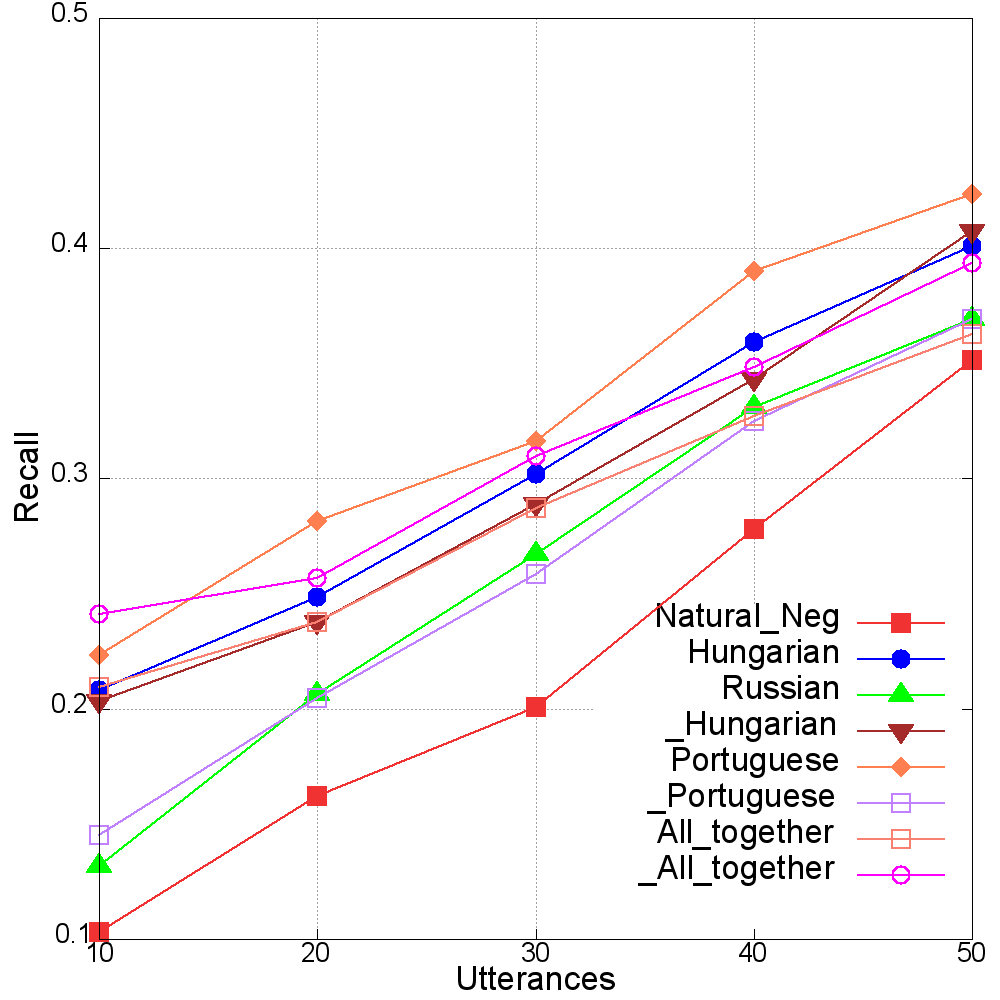 0.5
0.4
0.3
0.2
0.1
Recall
10 20 30 40 50
Utterances
Natural_Neg
Hungarian
Russian
_Hungarian
Portuguese
_Portuguese
All_together
_All_together